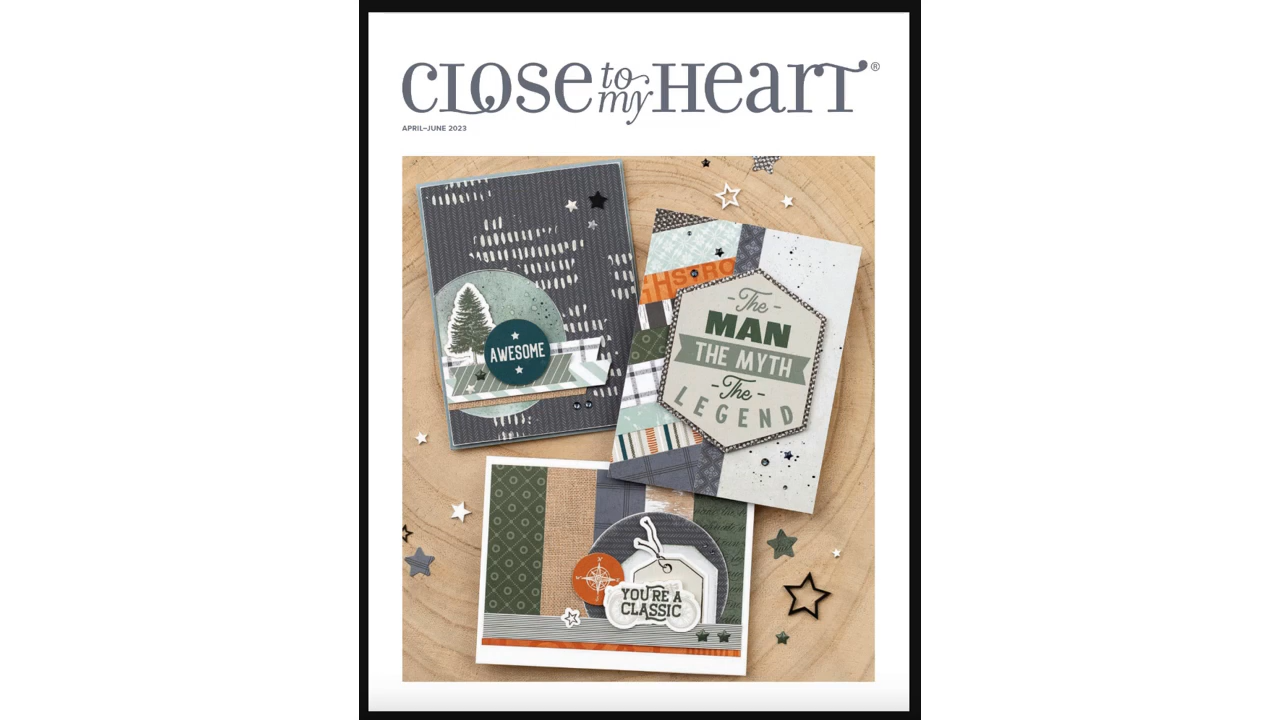 CLOSE to my HEART®
APRIL–JUNE 2023
AWESOME
The
MAN
THE MYTH
The
LEGEND
YOU'RE A
CLASSIC